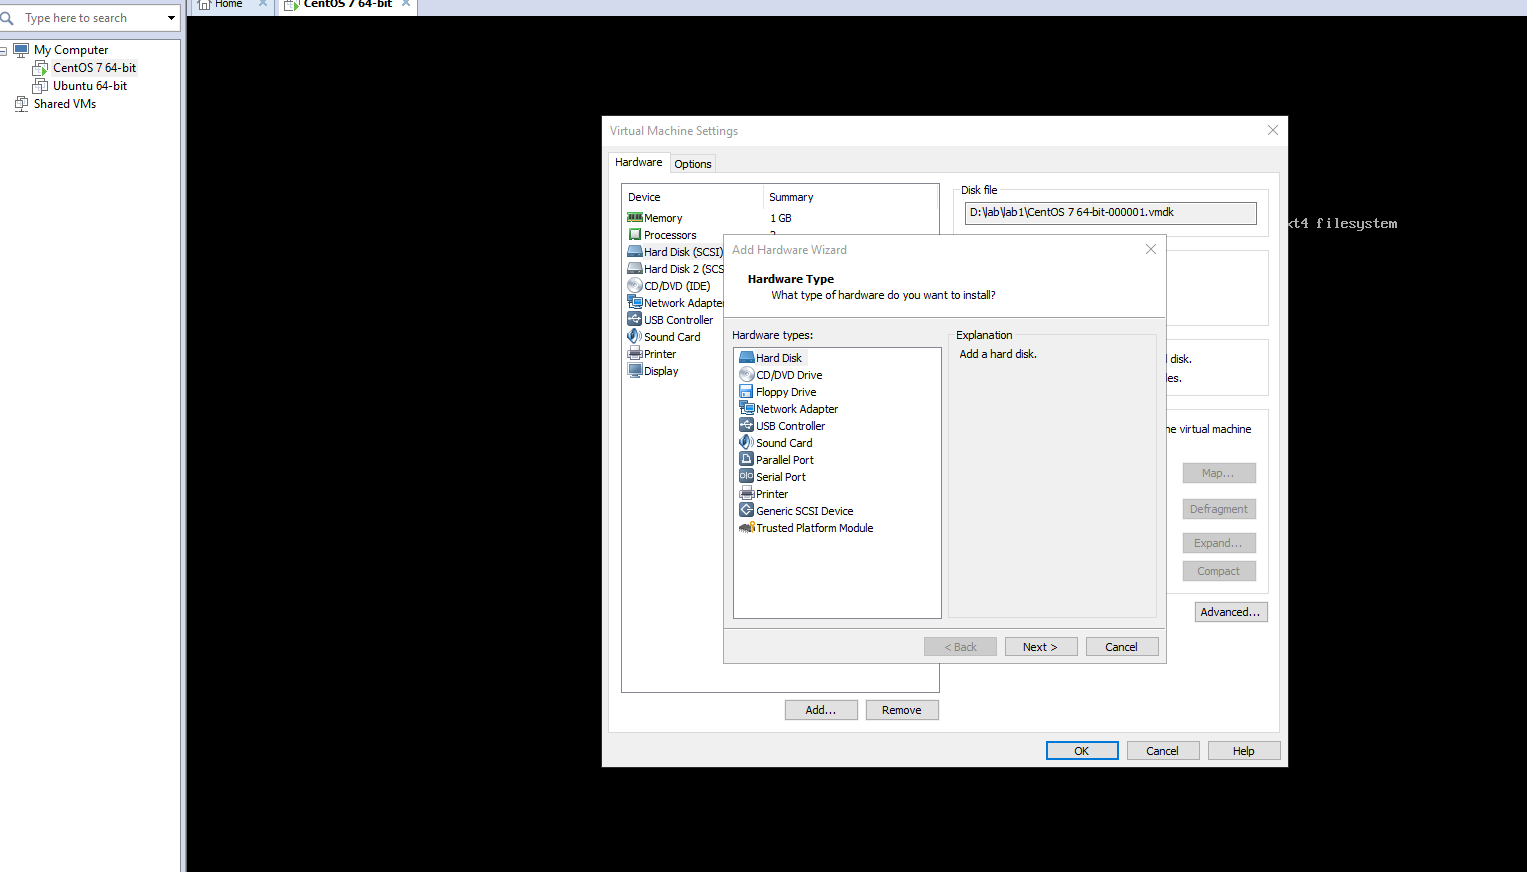 Home
CentOS 7 64-bit
Type here to search
My Computer
CentOS 7 64-bit
Ubuntu 64-bit
Shared VMs
Virtual Machine Settings
Hardware
Options
Device
Summary
Memory
1 GB
Processors
Hard Disk (SCSI)
Hard Disk 2 (SCS
CD/DVD (IDE)
Network Adapter
USB Controller
Sound Card
Printer
Display
Disk file
D:\lab\lab1\CentOS 7 64-bit-000001.vmdk
xt4 filesystem
Add Hardware Wizard
Hardware Type
What type of hardware do you want to install?
Hardware types:
Hard Disk
CD/DVD Drive
Floppy Drive
Network Adapter
USB Controller
Sound Card
Parallel Port
Serial Port
Printer
Generic SCSI Device
Trusted Platform Module
Explanation
Add a hard disk.
< Back
Next >
Cancel
disk.
les.
he virtual machine
Map...
Defragment
Expand...
Compact
Advanced...
Add...
Remove
OK
Cancel
Help